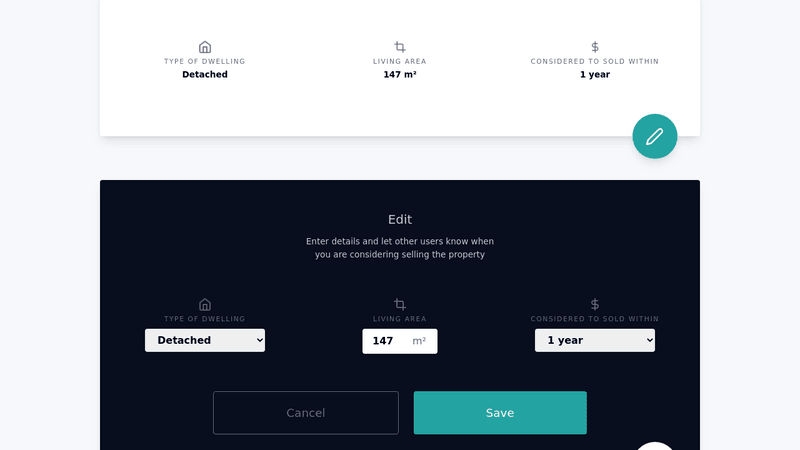 TYPE OF DWELLING
Detached
LIVING AREA
147 m²
CONSIDERED TO SOLD WITHIN
1 year
Edit
Enter details and let other users know when
you are considering selling the property
TYPE OF DWELLING
Detached
LIVING AREA
147 m²
CONSIDERED TO SOLD WITHIN
1 year
Cancel
Save